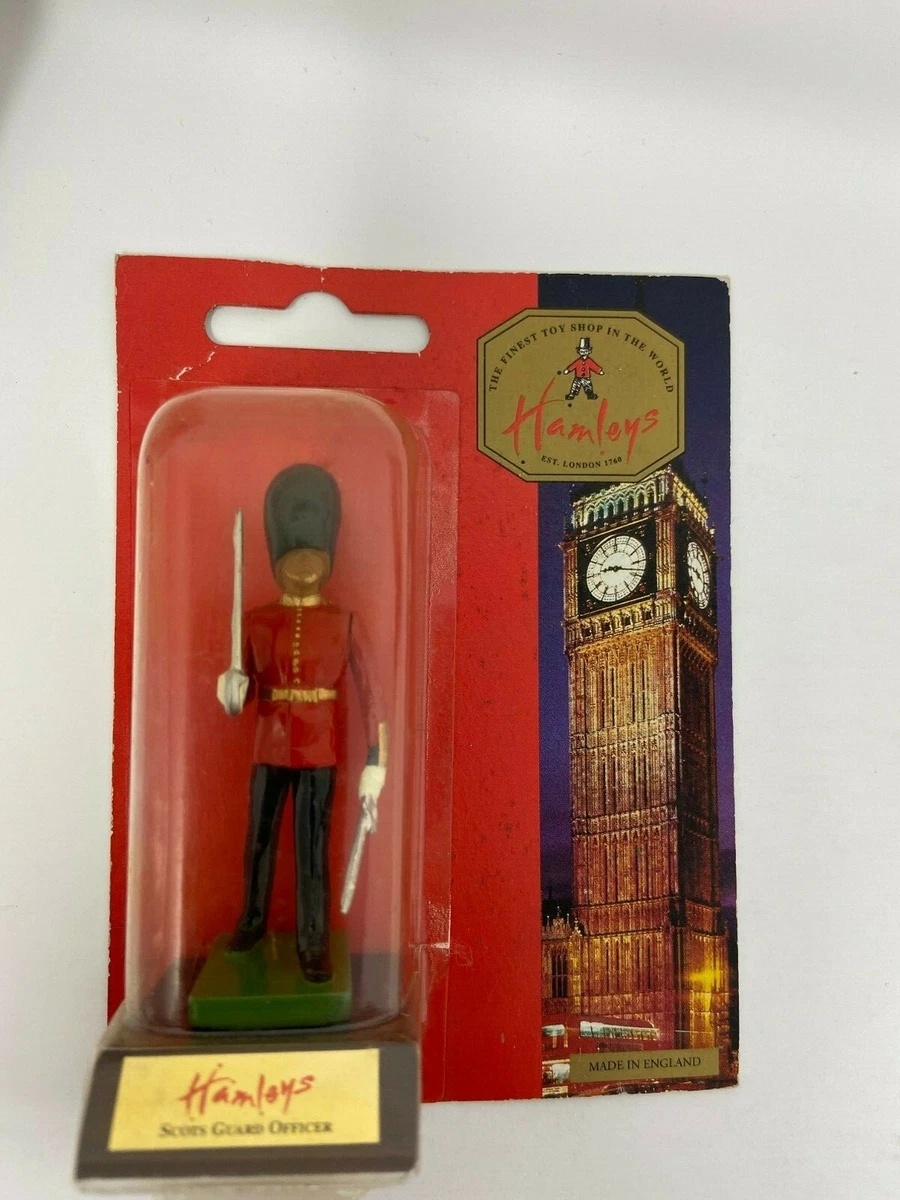 THE FINEST TOY SHOP IN THE WORLD
Hamleys
EST. LONDON 1760
MADE IN ENGLAND
Hamleys
SCOTS GUARD OFFICER